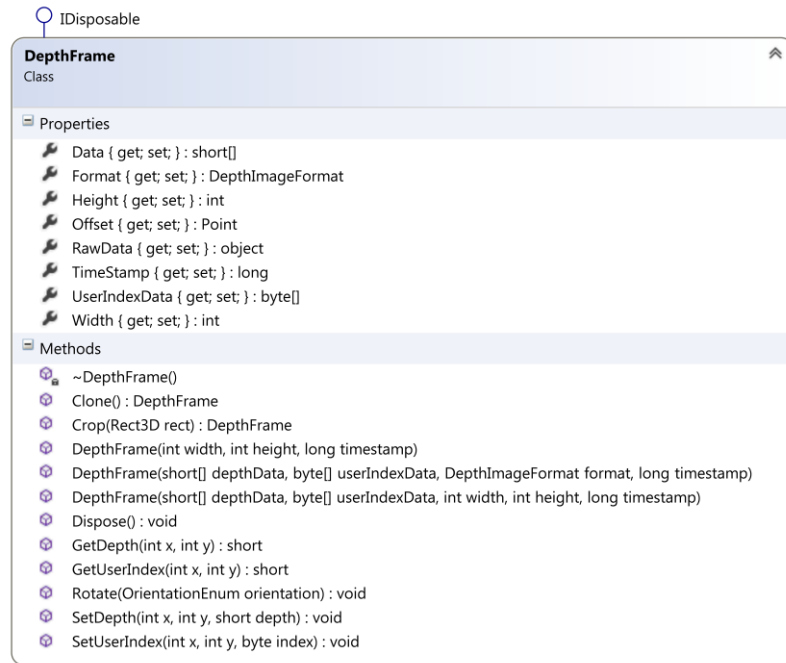 IDisposable
DepthFrame
Class
Properties
Data { get; set; } : short[]
Format { get; set; } : DepthImageFormat
Height { get; set; } : int
Offset { get; set; } : Point
RawData { get; set; } : object
TimeStamp { get; set; } : long
UserIndexData { get; set; } : byte[]
Width { get; set; } : int
Methods
~DepthFrame()
Clone() : DepthFrame
Crop(Rect3D rect) : DepthFrame
DepthFrame(int width, int height, long timestamp)
DepthFrame(short[] depthData, byte[] userIndexData, DepthImageFormat format, long timestamp)
DepthFrame(short[] depthData, byte[] userIndexData, int width, int height, long timestamp)
Dispose() : void
GetDepth(int x, int y) : short
GetUserIndex(int x, int y) : short
Rotate(OrientationEnum orientation) : void
SetDepth(int x, int y, short depth) : void
SetUserIndex(int x, int y, byte index) : void